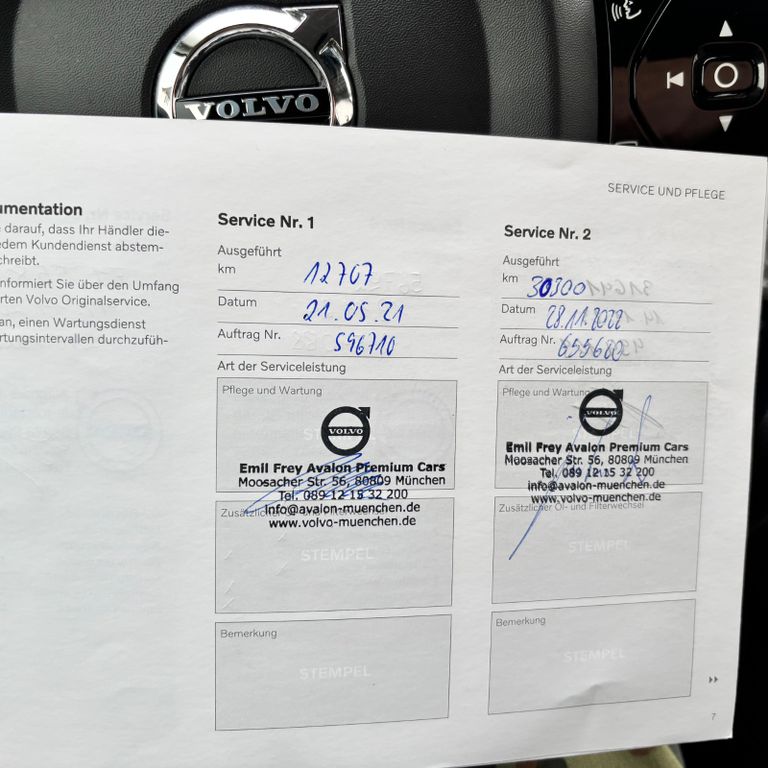 VOLVO
SERVICE UND PFLEGE
umentation
e darauf, dass Ihr Händler die-
edem Kundendienst abstem-
chreibt.
nformiert Sie über den Umfang
rten Volvo Originalservice.
an, einen Wartungsdienst
rtungsintervallen durchzufüh-
Service Nr. 1
Ausgeführt
km 12707
Datum 21.05.21
Auftrag Nr. 596710
Art der Serviceleistung
Pflege und Wartung
VOLVO
Emil Frey Avalon Premium Cars
Moosacher Str. 56, 80809 München
Tel. 089 12 15 32 200
info@avalon-muenchen.de
www.volvo-muenchen.de
Zusätzlicher Öl- und Filterwechsel
STEMPEL
Bemerkung
STEMPEL
Service Nr. 2
Ausgeführt
km 30300
Datum 28.11.2022
Auftrag Nr. 655680
Art der Serviceleistung
Pflege und Wartung
VOLVO
Emil Frey Avalon Premium Cars
Moosacher Str. 56, 80809 München
Tel. 089 12 15 32 200
info@avalon-muenchen.de
www.volvo-muenchen.de
Zusätzlicher Öl- und Filterwechsel
STEMPEL
Bemerkung
STEMPEL
7